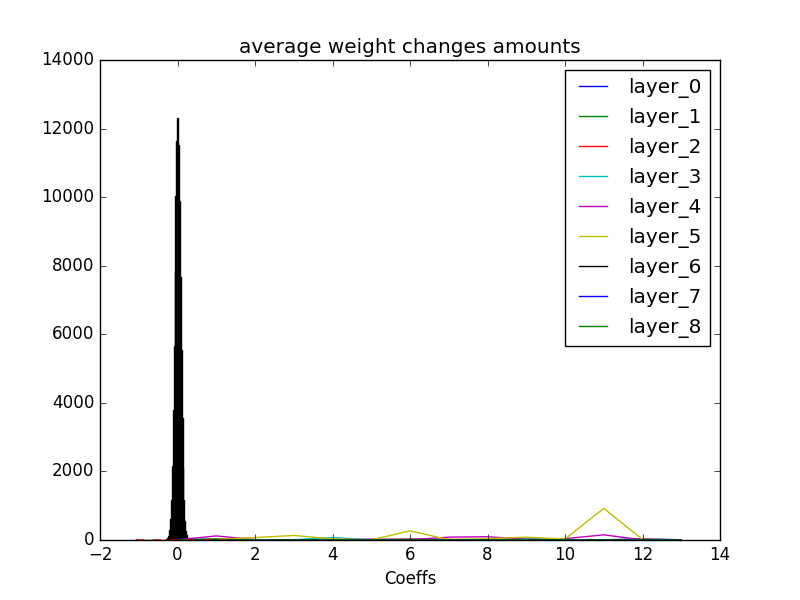 average weight changes amounts
14000
12000
10000
8000
6000
4000
2000
0
−2
0
2
4
6
8
10
12
14
Coeffs
layer_0
layer_1
layer_2
layer_3
layer_4
layer_5
layer_6
layer_7
layer_8